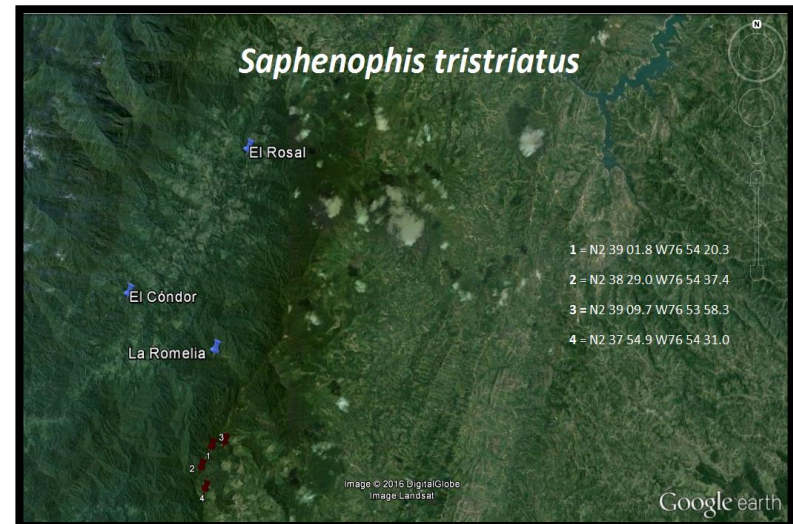 N
Saphenophis tristriatus
El Rosal
1 = N2 39 01.8 W76 54 20.3
2 = N2 38 29.0 W76 54 37.4
3 = N2 39 09.7 W76 53 58.3
4 = N2 37 54.9 W76 54 31.0
El Cóndor
La Romelia
3
1
2
4
Image © 2016 DigitalGlobe
Image Landsat
Google earth